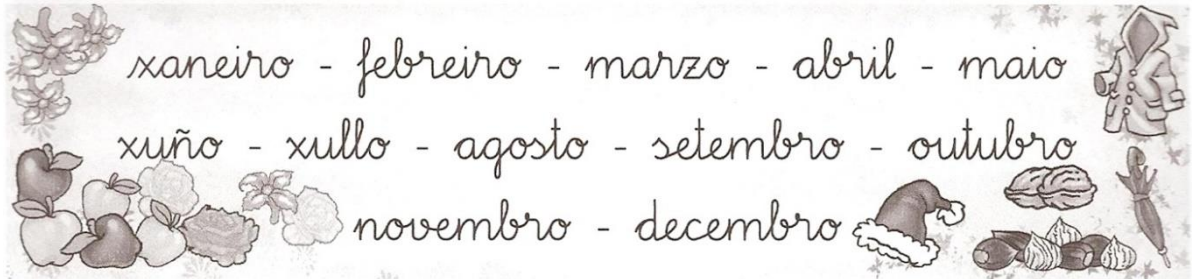 xaneiro - febreiro - marzo - abril - maio
xuño - xullo - agosto - setembro - outubro
novembro - decembro